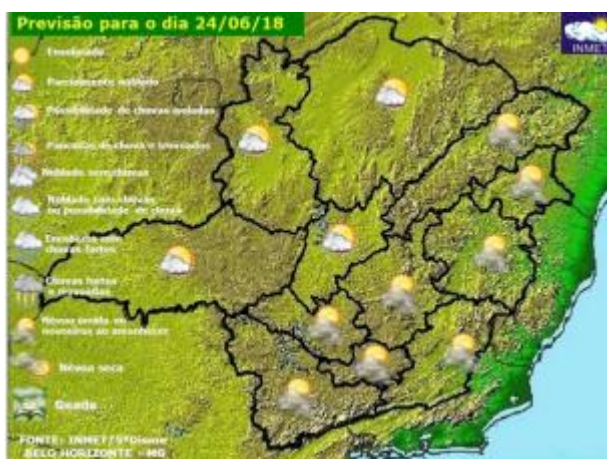 Previsão para o dia 24/06/18
INMET
Ensolarado
Parcialmente nublado
Possibilidade de chuvas isoladas
Pancadas de chuva e trovoadas
Nublado sem chuvas
Nublado com chuvas
ou possibilidade de chuva
Encoberto com
chuvas fortes
Chuvas fortes
e trovoadas
Névoa úmida ou
nevoeiro ao amanhecer
Névoa seca
Geada
FONTE: INMET/5ºDisme
BELO HORIZONTE - MG